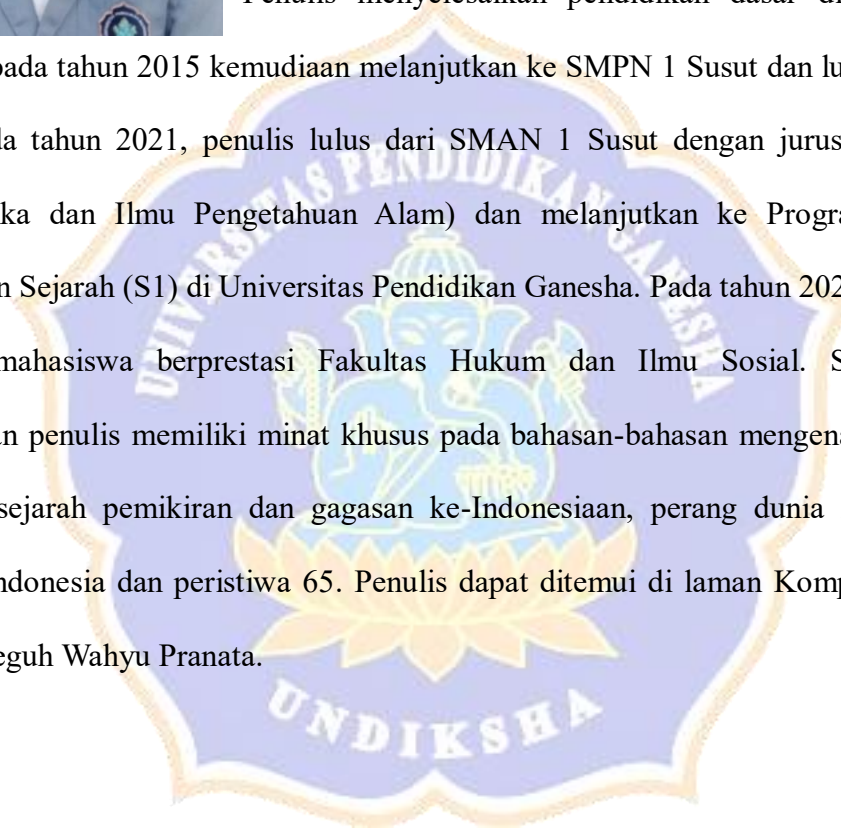 Penulis menyelesaikan pendidikan dasar di
pada tahun 2015 kemudiaan melanjutkan ke SMPN 1 Susut dan lu
tahun 2021, penulis lulus dari SMAN 1 Susut dengan jurus
ka dan Ilmu Pengetahuan Alam) dan melanjutkan ke Progra
n Sejarah (S1) di Universitas Pendidikan Ganesha. Pada tahun 202
mahasiswa berprestasi Fakultas Hukum dan Ilmu Sosial. S
an penulis memiliki minat khusus pada bahasan-bahasan mengena
sejarah pemikiran dan gagasan ke-Indonesiaan, perang dunia
ndonesia dan peristiwa 65. Penulis dapat ditemui di laman Komp
eguh Wahyu Pranata.
UNIVERSITAS PENDIDIKAN GANESHA
UNDIKSHA